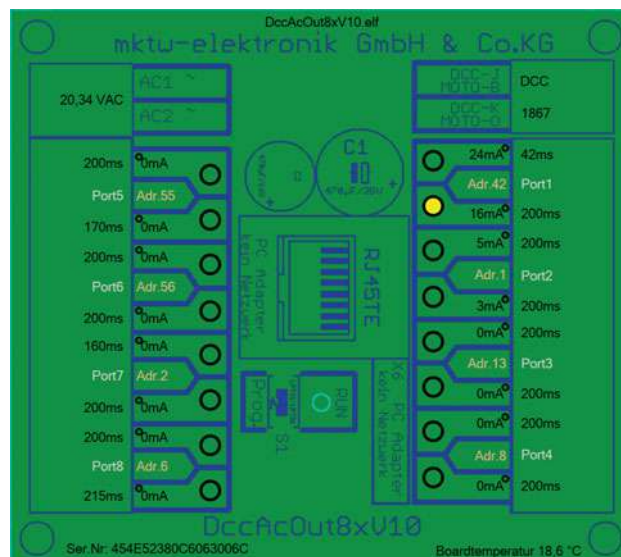 DccAcOut8xV10.elf
mktw-elektronik GmbH & Co.KG
20,34 VAC
AC1 ~
AC2 ~
DCC-J
MOTO-B
DCC
DCC-K
MOTO-O
1867
200ms 0mA
Port5 Adr.55
170ms 0mA
200ms 0mA
Port6 Adr.56
200ms 0mA
160ms 0mA
Port7 Adr.2
200ms 0mA
200ms 0mA
Port8 Adr.6
215ms 0mA
C1
470µF/35V
+
+
PC Adapter
kein Netzwerk
RJ45TE
Prog.
S1
RUN
X6 PC Adapter
kein Netzwerk
24mA 42ms
Adr.42 Port1
16mA 200ms
5mA 200ms
Adr.1 Port2
3mA 200ms
0mA 200ms
Adr.13 Port3
0mA 200ms
0mA 200ms
Adr.8 Port4
0mA 200ms
DccAcOut8xV10
Ser.Nr: 454E52380C6063006C
Boardtemperatur 18.6 °C